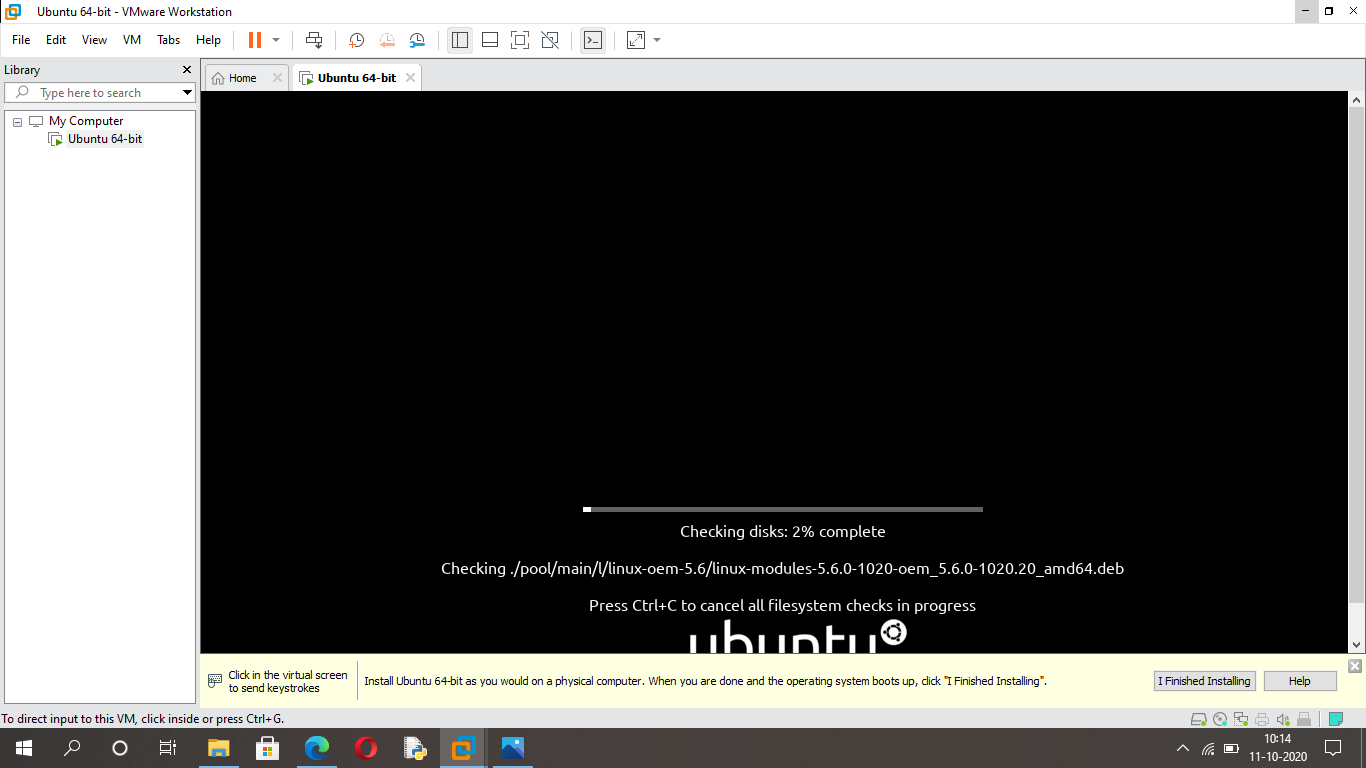 Ubuntu 64-bit - VMware Workstation
File Edit View VM Tabs Help
Library
Type here to search
My Computer
Ubuntu 64-bit
Home
Ubuntu 64-bit
Checking disks: 2% complete
Checking ./pool/main/l/linux-oem-5.6/linux-modules-5.6.0-1020-oem_5.6.0-1020.20_amd64.deb
Press Ctrl+C to cancel all filesystem checks in progress
ubuntu
Click in the virtual screen
to send keystrokes
Install Ubuntu 64-bit as you would on a physical computer. When you are done and the operating system boots up, click "I Finished Installing".
I Finished Installing
Help
To direct input to this VM, click inside or press Ctrl+G.
10:14
11-10-2020